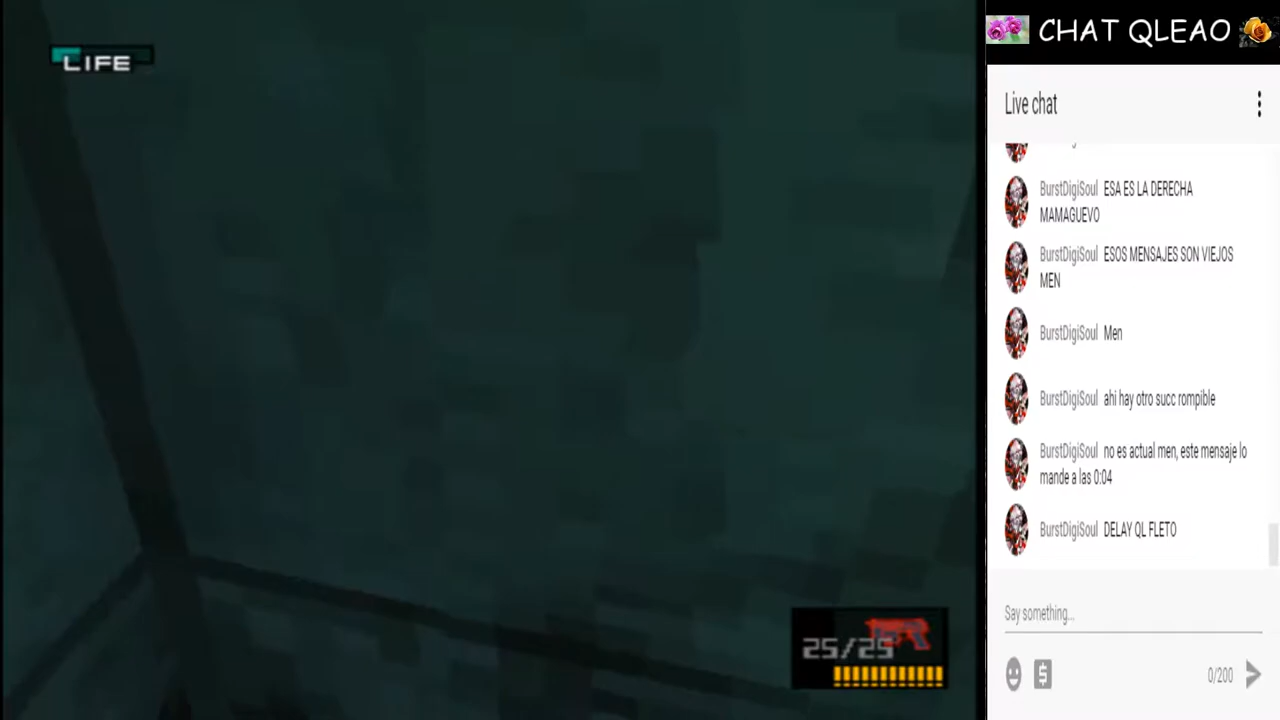 LIFE
25/25
CHAT QLEAO
Live chat
BurstDigiSoul ESA ES LA DERECHA
MAMAGUEVO
BurstDigiSoul ESOS MENSAJES SON VIEJOS
MEN
BurstDigiSoul Men
BurstDigiSoul ahi hay otro succ rompible
BurstDigiSoul no es actual men, este mensaje lo
mande a las 0:04
BurstDigiSoul DELAY QL FLETO
Say something...
0/200